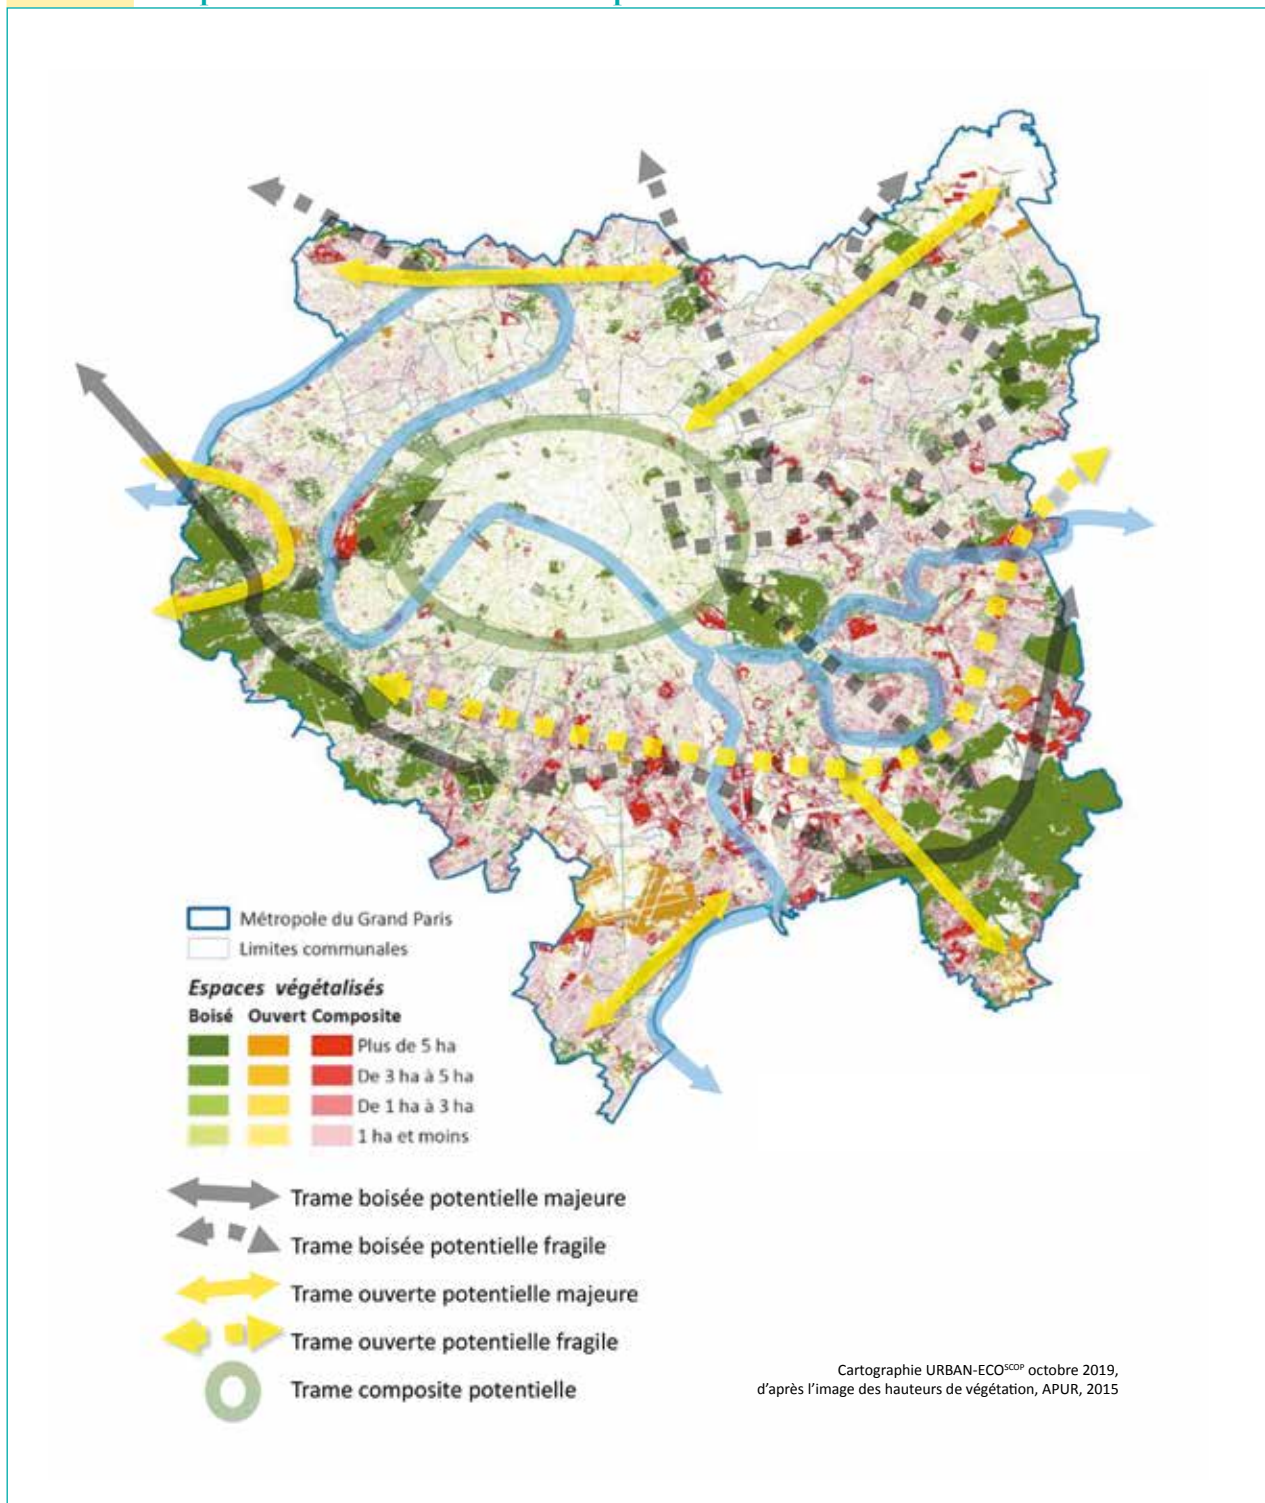 Métropole du Grand Paris
Limites communales
Espaces végétalisés
Boisé Ouvert Composite
Plus de 5 ha
De 3 ha à 5 ha
De 1 ha à 3 ha
1 ha et moins
Trame boisée potentielle majeure
Trame boisée potentielle fragile
Trame ouverte potentielle majeure
Trame ouverte potentielle fragile
Trame composite potentielle
Cartographie URBAN-ECOSCOP octobre 2019,
d'après l'image des hauteurs de végétation, APUR, 2015